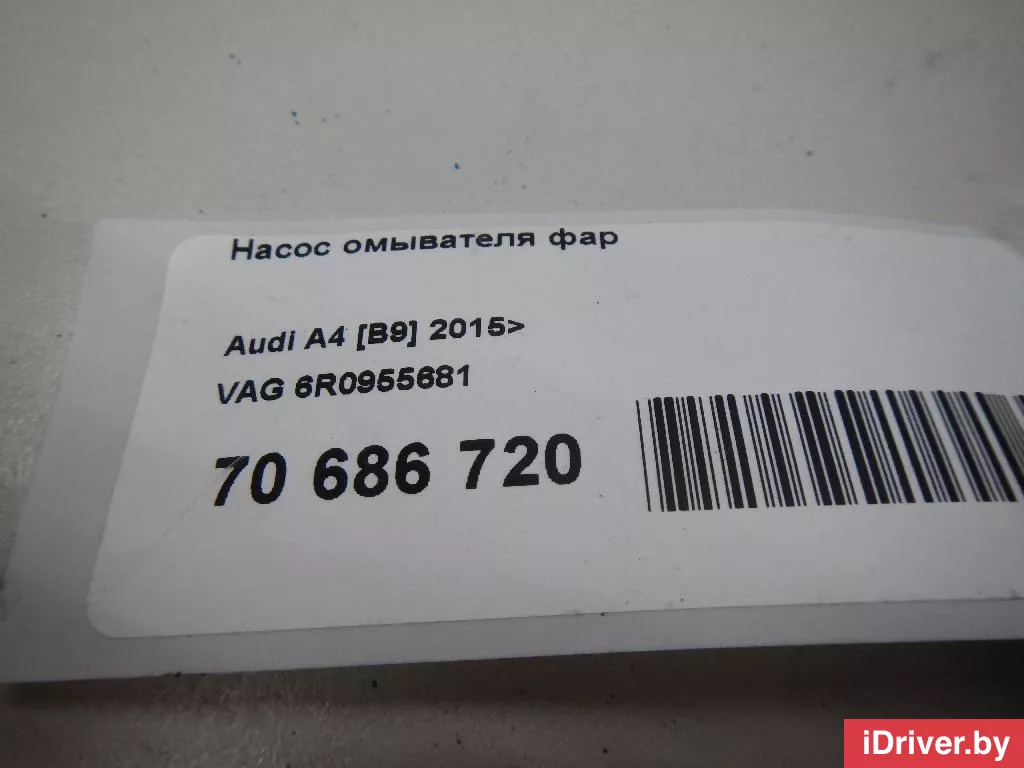 Насос омывателя фар
Audi A4 [B9] 2015>
VAG 6R0955681
70 686 720
iDriver.by